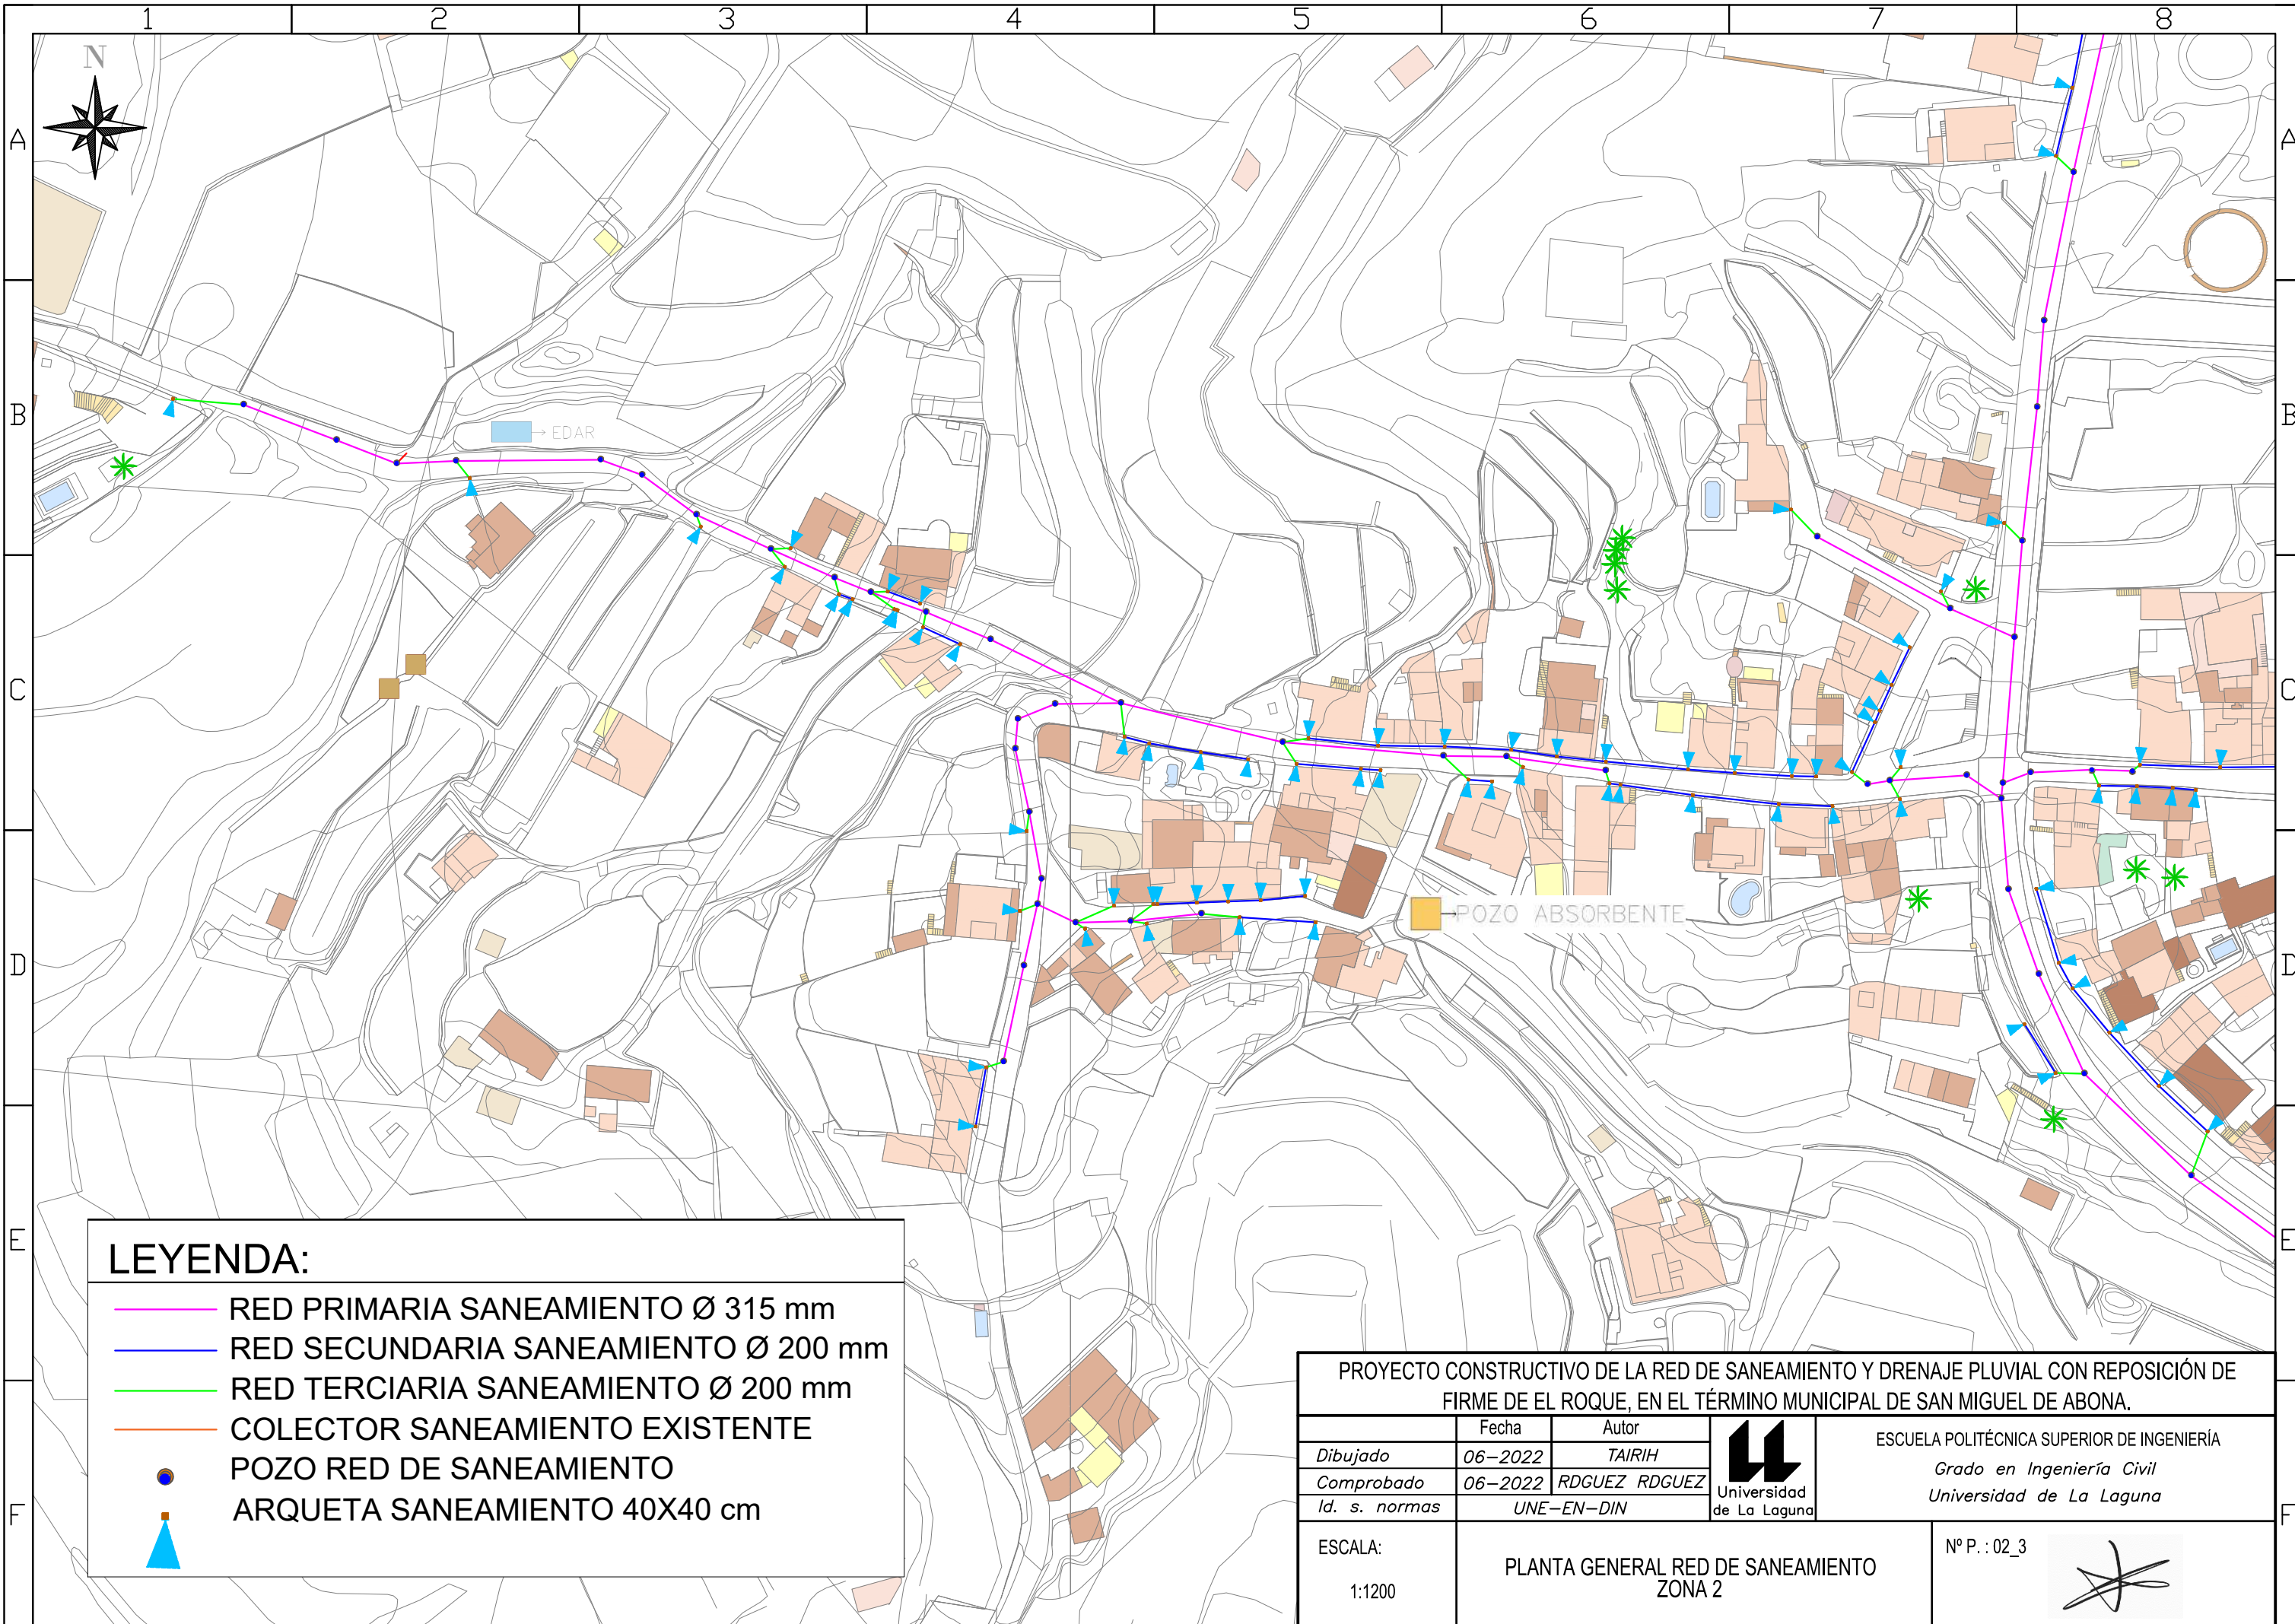 1 2 3 4 5 6 7 8
N
A A
B B
EDAR
C C
POZO ABSORBENTE
D D
E E
LEYENDA:
RED PRIMARIA SANEAMIENTO Ø 315 mm
RED SECUNDARIA SANEAMIENTO Ø 200 mm
RED TERCIARIA SANEAMIENTO Ø 200 mm
COLECTOR SANEAMIENTO EXISTENTE
POZO RED DE SANEAMIENTO
ARQUETA SANEAMIENTO 40X40 cm
F F
PROYECTO CONSTRUCTIVO DE LA RED DE SANEAMIENTO Y DRENAJE PLUVIAL CON REPOSICIÓN DE
FIRME DE EL ROQUE, EN EL TÉRMINO MUNICIPAL DE SAN MIGUEL DE ABONA.
Fecha Autor
Dibujado 06-2022 TAIRIH
Comprobado 06-2022 RDGUEZ RDGUEZ
Id. s. normas UNE-EN-DIN
Universidad
de La Laguna
ESCUELA POLITÉCNICA SUPERIOR DE INGENIERÍA
Grado en Ingeniería Civil
Universidad de La Laguna
ESCALA:
1:1200
PLANTA GENERAL RED DE SANEAMIENTO
ZONA 2
Nº P. : 02_3